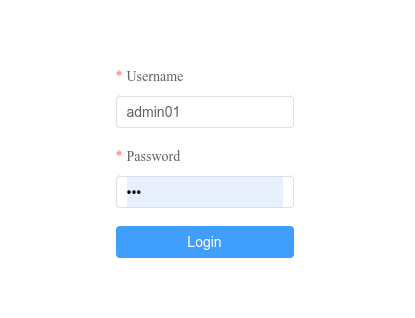 * Username
admin01
* Password
•••
Login